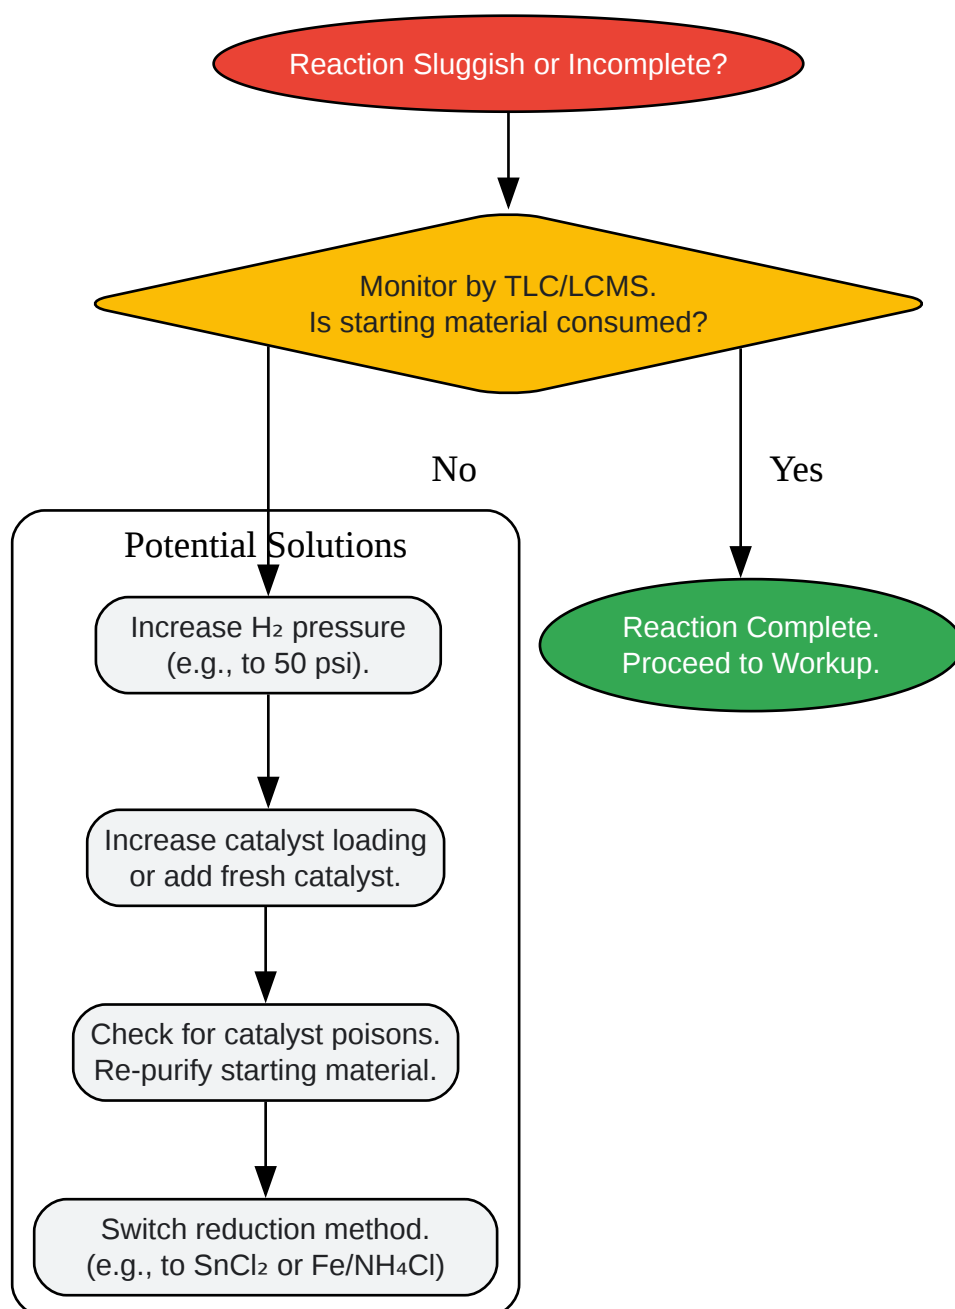 Reaction Sluggish or Incomplete?
Monitor by TLC/LCMS.
Is starting material consumed?
No
Yes
Potential Solutions
Increase H₂ pressure
(e.g., to 50 psi).
Reaction Complete.
Proceed to Workup.
Increase catalyst loading
or add fresh catalyst.
Check for catalyst poisons.
Re-purify starting material.
Switch reduction method.
(e.g., to SnCl₂ or Fe/NH₄Cl)